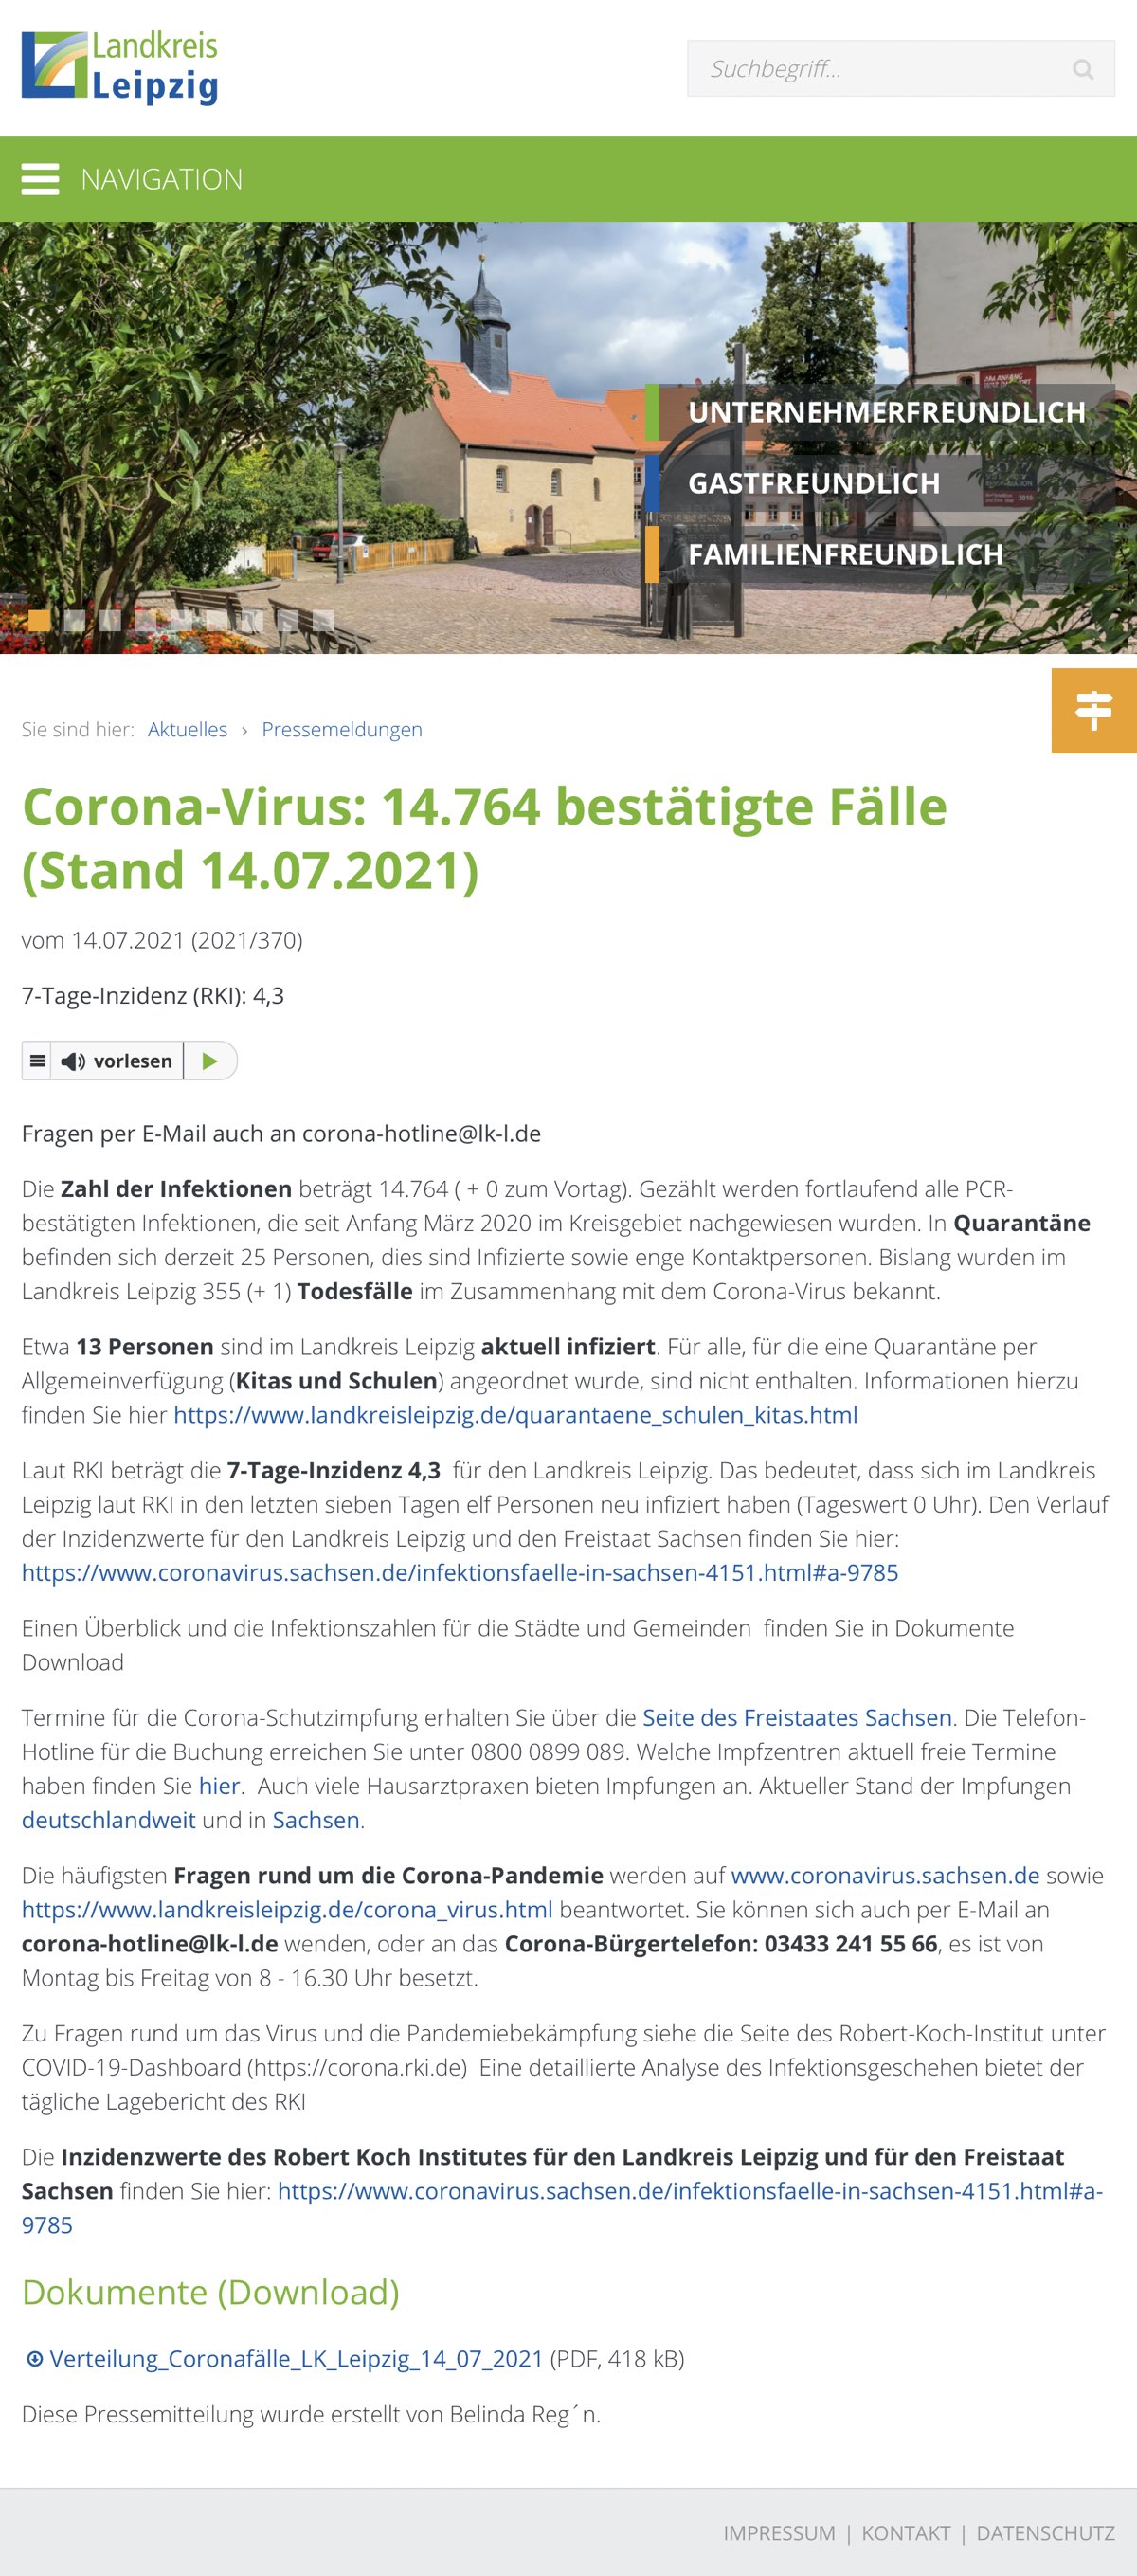 Landkreis
Leipzig
Suchbegriff...
NAVIGATION
UNTERNEHMERFREUNDLICH
GASTFREUNDLICH
FAMILIENFREUNDLICH
Sie sind hier: Aktuelles › Pressemeldungen
Corona-Virus: 14.764 bestätigte Fälle
(Stand 14.07.2021)
vom 14.07.2021 (2021/370)
7-Tage-Inzidenz (RKI): 4,3
vorlesen
Fragen per E-Mail auch an corona-hotline@lk-l.de
Die Zahl der Infektionen beträgt 14.764 ( + 0 zum Vortag). Gezählt werden fortlaufend alle PCR-
bestätigten Infektionen, die seit Anfang März 2020 im Kreisgebiet nachgewiesen wurden. In Quarantäne
befinden sich derzeit 25 Personen, dies sind Infizierte sowie enge Kontaktpersonen. Bislang wurden im
Landkreis Leipzig 355 (+ 1) Todesfälle im Zusammenhang mit dem Corona-Virus bekannt.
Etwa 13 Personen sind im Landkreis Leipzig aktuell infiziert. Für alle, für die eine Quarantäne per
Allgemeinverfügung (Kitas und Schulen) angeordnet wurde, sind nicht enthalten. Informationen hierzu
finden Sie hier https://www.landkreisleipzig.de/quarantaene_schulen_kitas.html
Laut RKI beträgt die 7-Tage-Inzidenz 4,3  für den Landkreis Leipzig. Das bedeutet, dass sich im Landkreis
Leipzig laut RKI in den letzten sieben Tagen elf Personen neu infiziert haben (Tageswert 0 Uhr). Den Verlauf
der Inzidenzwerte für den Landkreis Leipzig und den Freistaat Sachsen finden Sie hier:
https://www.coronavirus.sachsen.de/infektionsfaelle-in-sachsen-4151.html#a-9785
Einen Überblick und die Infektionszahlen für die Städte und Gemeinden  finden Sie in Dokumente
Download
Termine für die Corona-Schutzimpfung erhalten Sie über die Seite des Freistaates Sachsen. Die Telefon-
Hotline für die Buchung erreichen Sie unter 0800 0899 089. Welche Impfzentren aktuell freie Termine
haben finden Sie hier.  Auch viele Hausarztpraxen bieten Impfungen an. Aktueller Stand der Impfungen
deutschlandweit und in Sachsen.
Die häufigsten Fragen rund um die Corona-Pandemie werden auf www.coronavirus.sachsen.de sowie
https://www.landkreisleipzig.de/corona_virus.html beantwortet. Sie können sich auch per E-Mail an
corona-hotline@lk-l.de wenden, oder an das Corona-Bürgertelefon: 03433 241 55 66, es ist von
Montag bis Freitag von 8 - 16.30 Uhr besetzt.
Zu Fragen rund um das Virus und die Pandemiebekämpfung siehe die Seite des Robert-Koch-Institut unter
COVID-19-Dashboard (https://corona.rki.de)  Eine detaillierte Analyse des Infektionsgeschehen bietet der
tägliche Lagebericht des RKI
Die Inzidenzwerte des Robert Koch Institutes für den Landkreis Leipzig und für den Freistaat
Sachsen finden Sie hier: https://www.coronavirus.sachsen.de/infektionsfaelle-in-sachsen-4151.html#a-
9785
Dokumente (Download)
Verteilung_Coronafälle_LK_Leipzig_14_07_2021 (PDF, 418 kB)
Diese Pressemitteilung wurde erstellt von Belinda Reg´n.
IMPRESSUM | KONTAKT | DATENSCHUTZ